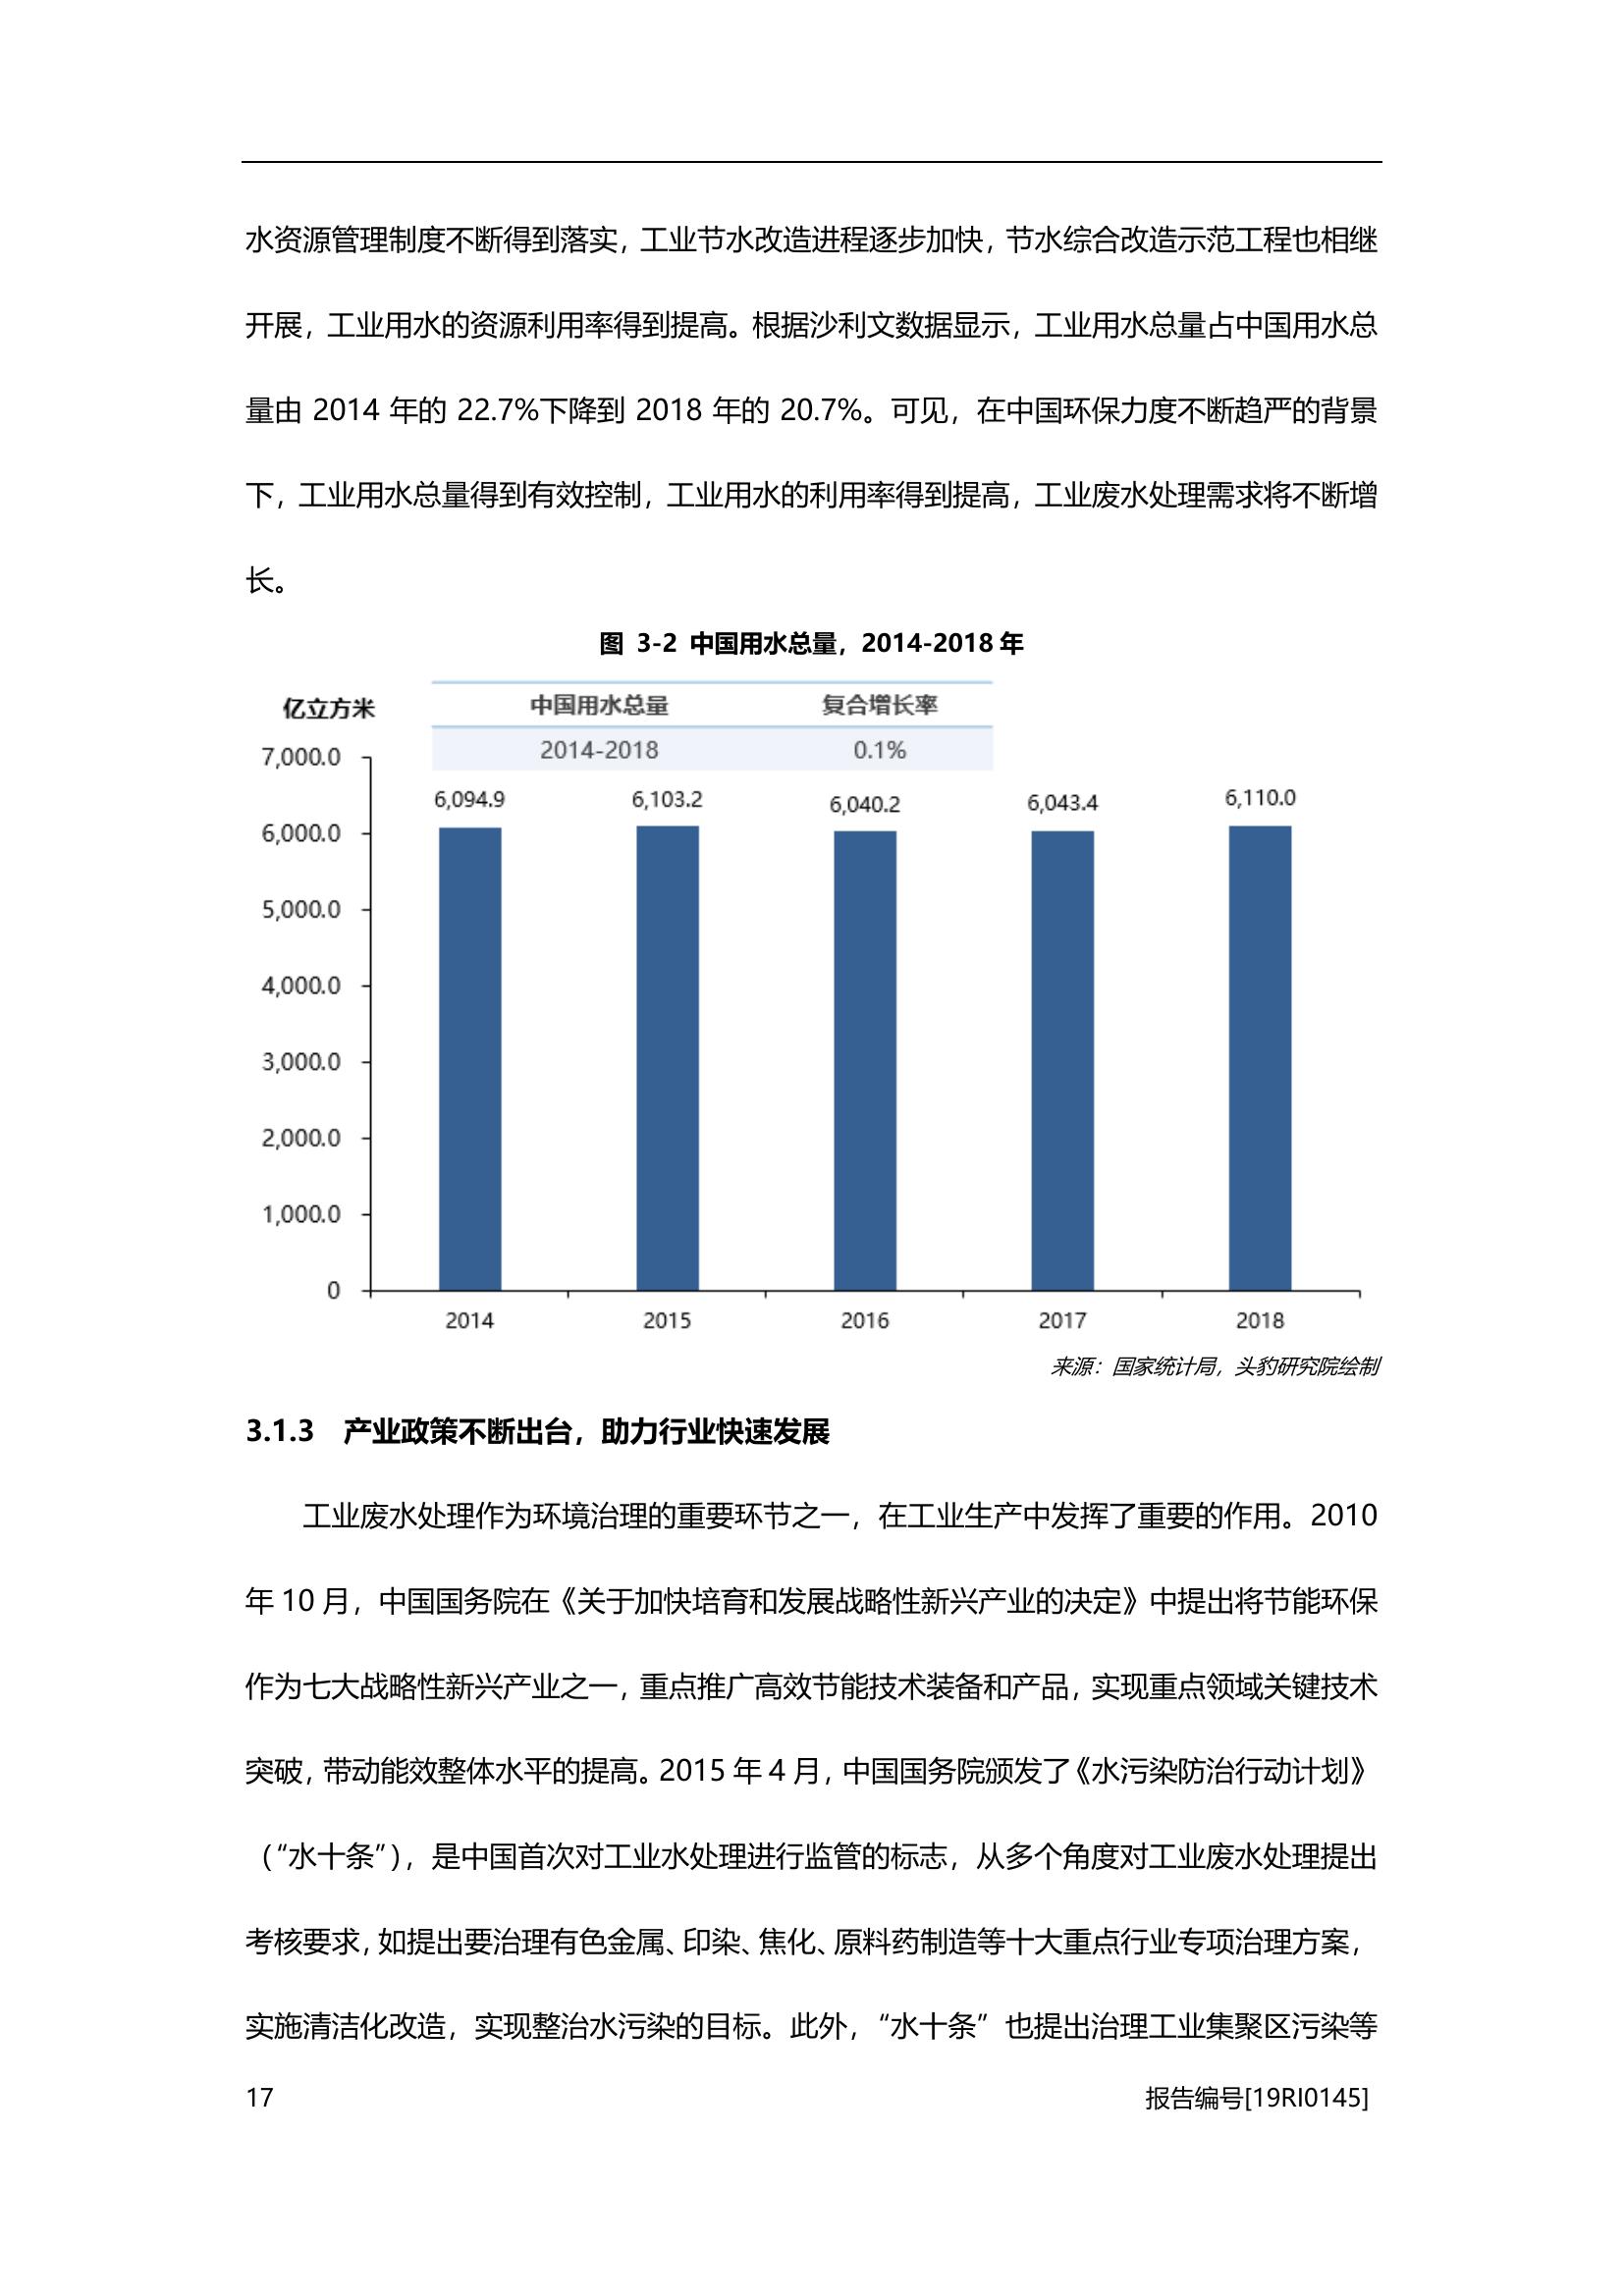 水资源管理制度不断得到落实，工业节水改造进程逐步加快，节水综合改造示范工程也相继
开展，工业用水的资源利用率得到提高。根据沙利文数据显示，工业用水总量占中国用水总
量由 2014 年的 22.7%下降到 2018 年的 20.7%。可见，在中国环保力度不断趋严的背景
下，工业用水总量得到有效控制，工业用水的利用率得到提高，工业废水处理需求将不断增
长。
图 3-2 中国用水总量，2014-2018 年
亿立方米
中国用水总量 复合增长率
2014-2018 0.1%
7,000.0
6,000.0
5,000.0
4,000.0
3,000.0
2,000.0
1,000.0
0
6,094.9 6,103.2 6,040.2 6,043.4 6,110.0
2014 2015 2016 2017 2018
来源：国家统计局，头豹研究院绘制
3.1.3 产业政策不断出台，助力行业快速发展
工业废水处理作为环境治理的重要环节之一，在工业生产中发挥了重要的作用。2010
年 10 月，中国国务院在《关于加快培育和发展战略性新兴产业的决定》中提出将节能环保
作为七大战略性新兴产业之一，重点推广高效节能技术装备和产品，实现重点领域关键技术
突破，带动能效整体水平的提高。2015 年 4 月，中国国务院颁发了《水污染防治行动计划》
（“水十条”），是中国首次对工业水处理进行监管的标志，从多个角度对工业废水处理提出
考核要求，如提出要治理有色金属、印染、焦化、原料药制造等十大重点行业专项治理方案，
实施清洁化改造，实现整治水污染的目标。此外，“水十条”也提出治理工业集聚区污染等
17 报告编号[19RI0145]